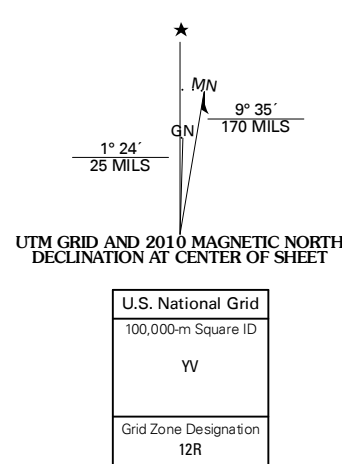 ★
MN
9° 35´
170 MILS
GN
1° 24´
25 MILS
UTM GRID AND 2010 MAGNETIC NORTH
DECLINATION AT CENTER OF SHEET
U.S. National Grid
100,000-m Square ID
YV
Grid Zone Designation
12R